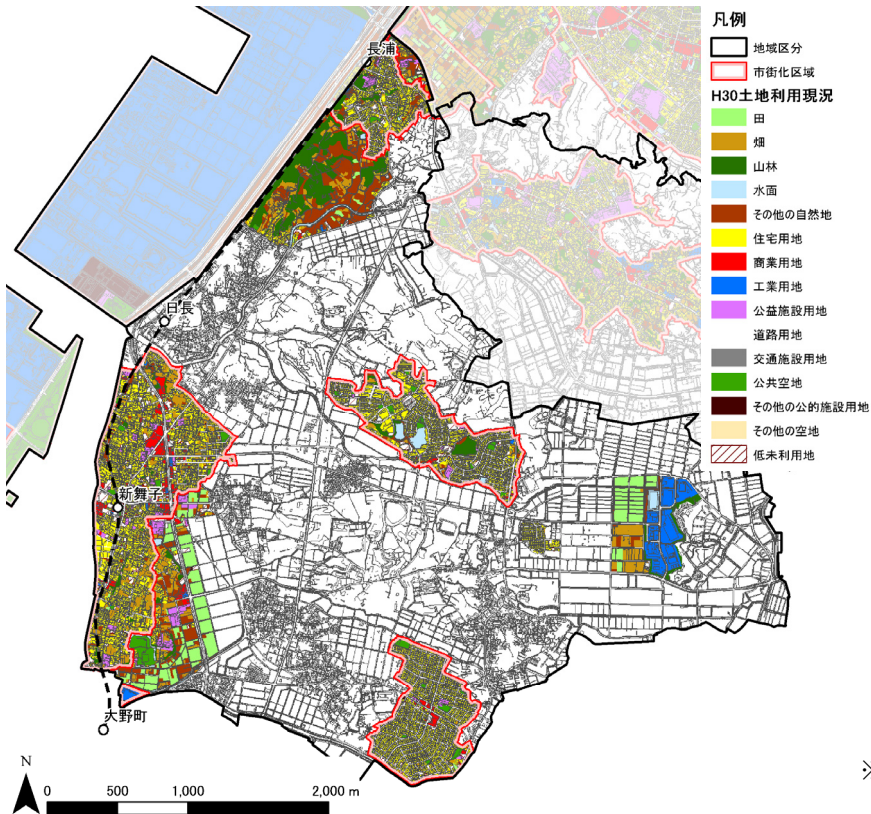 凡例
地域区分
市街化区域
H30土地利用現況
田
畑
山林
水面
その他の自然地
住宅用地
商業用地
工業用地
公益施設用地
道路用地
交通施設用地
公共空地
その他の公的施設用地
その他の空地
低未利用地
長浦
日長
新舞子
大野町
N
0 500 1,000 2,000 m